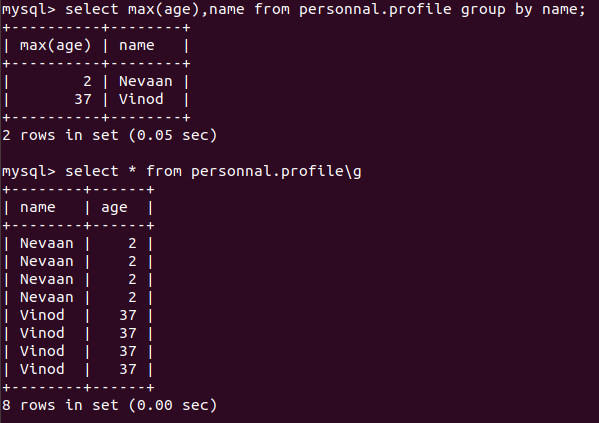 mysql> select max(age),name from personnal.profile group by name;
+----------+--------+
| max(age) | name   |
+----------+--------+
|        2 | Nevaan |
|       37 | Vinod  |
+----------+--------+
2 rows in set (0.05 sec)

mysql> select * from personnal.profile\g
+--------+------+
| name   | age  |
+--------+------+
| Nevaan |    2 |
| Nevaan |    2 |
| Nevaan |    2 |
| Nevaan |    2 |
| Vinod  |   37 |
| Vinod  |   37 |
| Vinod  |   37 |
| Vinod  |   37 |
+--------+------+
8 rows in set (0.00 sec)